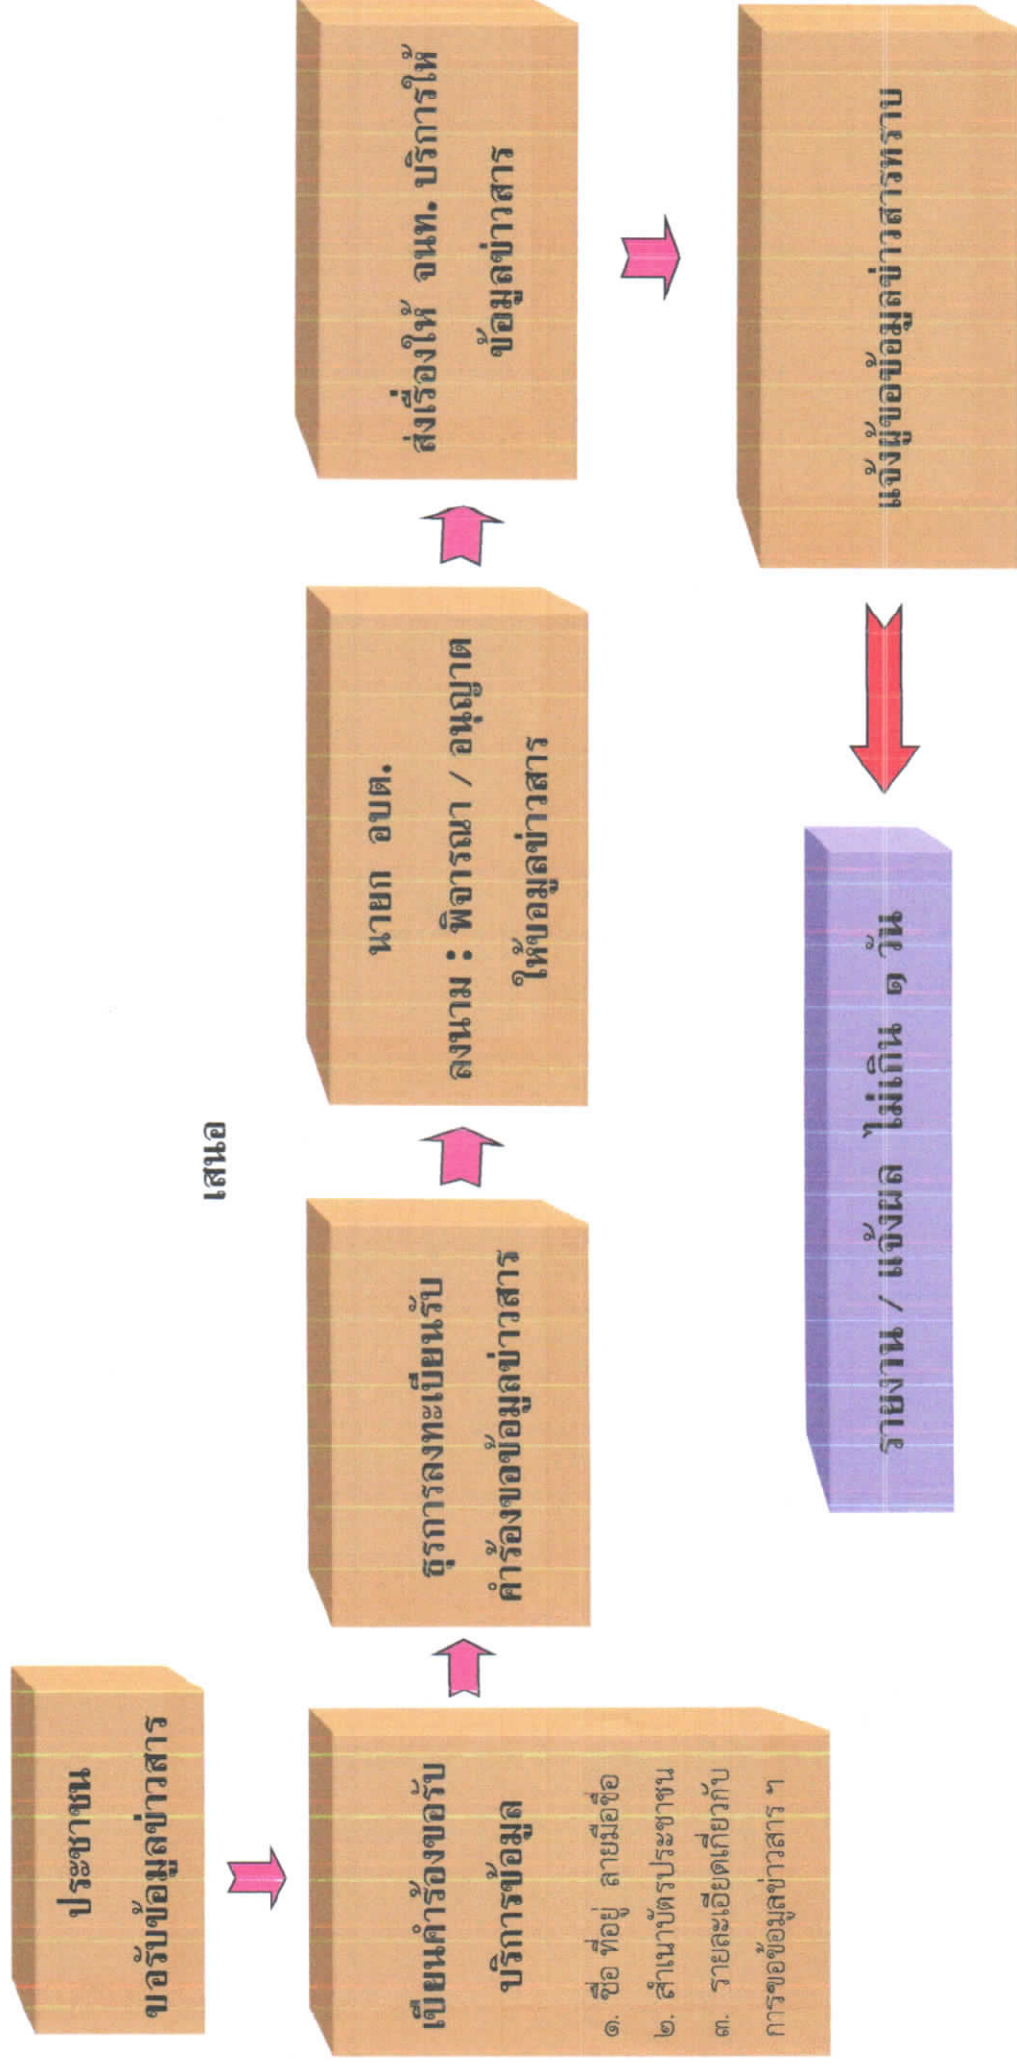 ประชาชน
ขอรับข้อมูลข่าวสาร
เขียนคำร้องขอรับ
บริการข้อมูล
๑. ชื่อ ที่อยู่ ลายมือชื่อ
๒. สำเนาบัตรประชาชน
๓. รายละเอียดเกี่ยวกับ
การขอข้อมูลข่าวสาร ฯ
ธุรการลงทะเบียนรับ
คำร้องขอข้อมูลข่าวสาร
เสนอ
นายก อบต.
ลงนาม : พิจารณา / อนุญาต
ให้ขอมูลข่าวสาร
ส่งเรื่องให้ จนท. บริการให้
ข้อมูลข่าวสาร
แจ้งผู้ขอข้อมูลข่าวสารทราบ
รายงาน / แจ้งผล ไม่เกิน ๑ วัน